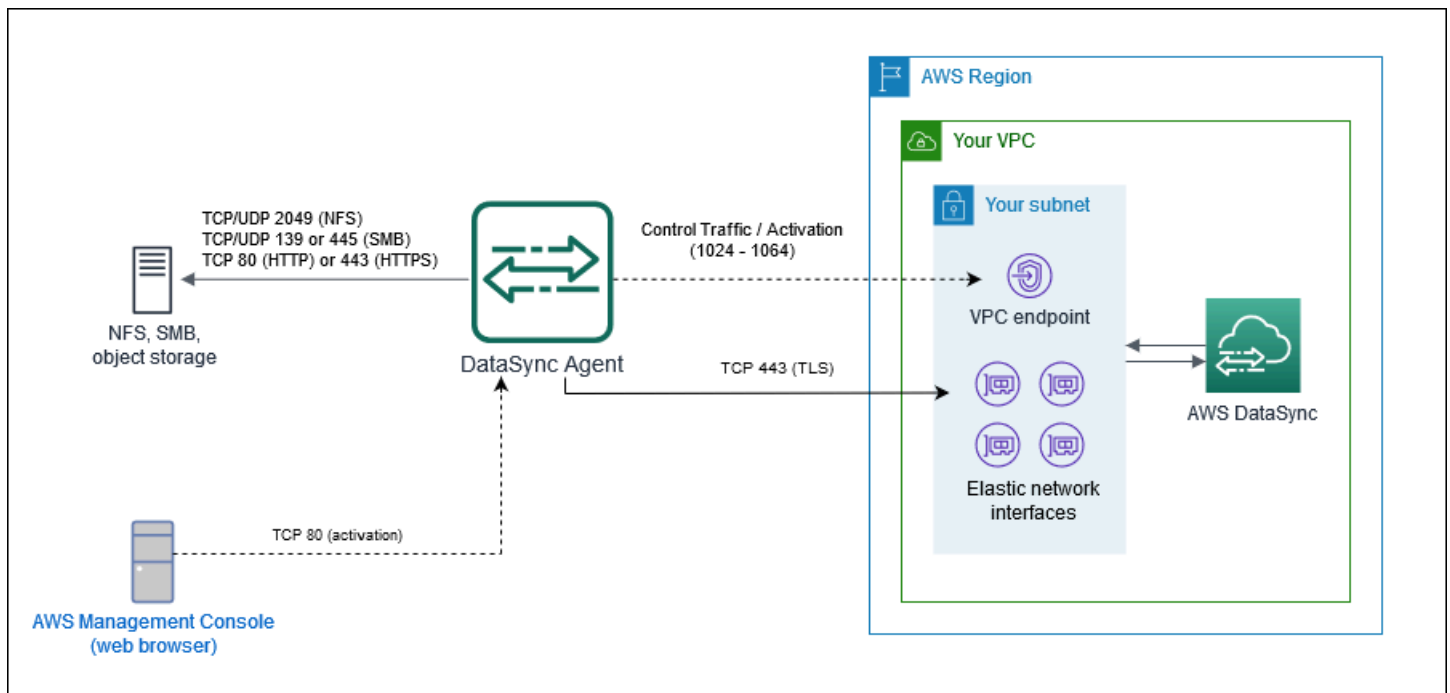 AWS Region
Your VPC
Your subnet
TCP/UDP 2049 (NFS)
TCP/UDP 139 or 445 (SMB)
TCP 80 (HTTP) or 443 (HTTPS)
Control Traffic / Activation
(1024 - 1064)
VPC endpoint
NFS, SMB,
object storage
DataSync Agent
TCP 443 (TLS)
AWS DataSync
Elastic network
interfaces
TCP 80 (activation)
AWS Management Console
(web browser)